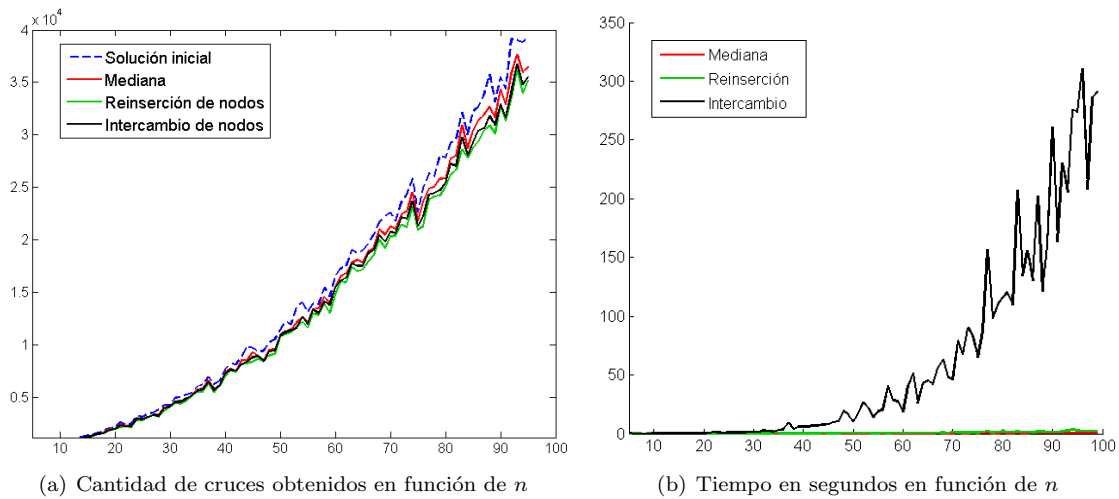 4 x 10⁴
3.5
3
2.5
2
1.5
1
0.5
10 20 30 40 50 60 70 80 90 100
Solución inicial
Mediana
Reinserción de nodos
Intercambio de nodos
(a) Cantidad de cruces obtenidos en función de n
350
300
250
200
150
100
50
0
10 20 30 40 50 60 70 80 90 100
Mediana
Reinserción
Intercambio
(b) Tiempo en segundos en función de n